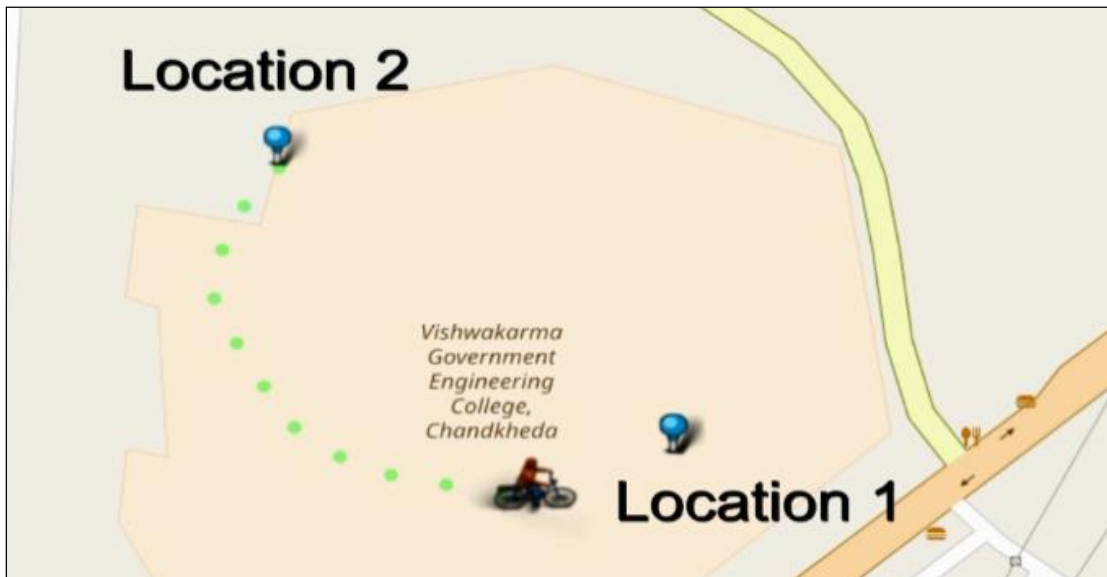 Location 2
Vishwakarma
Government
Engineering
College,
Chandkheda
Location 1